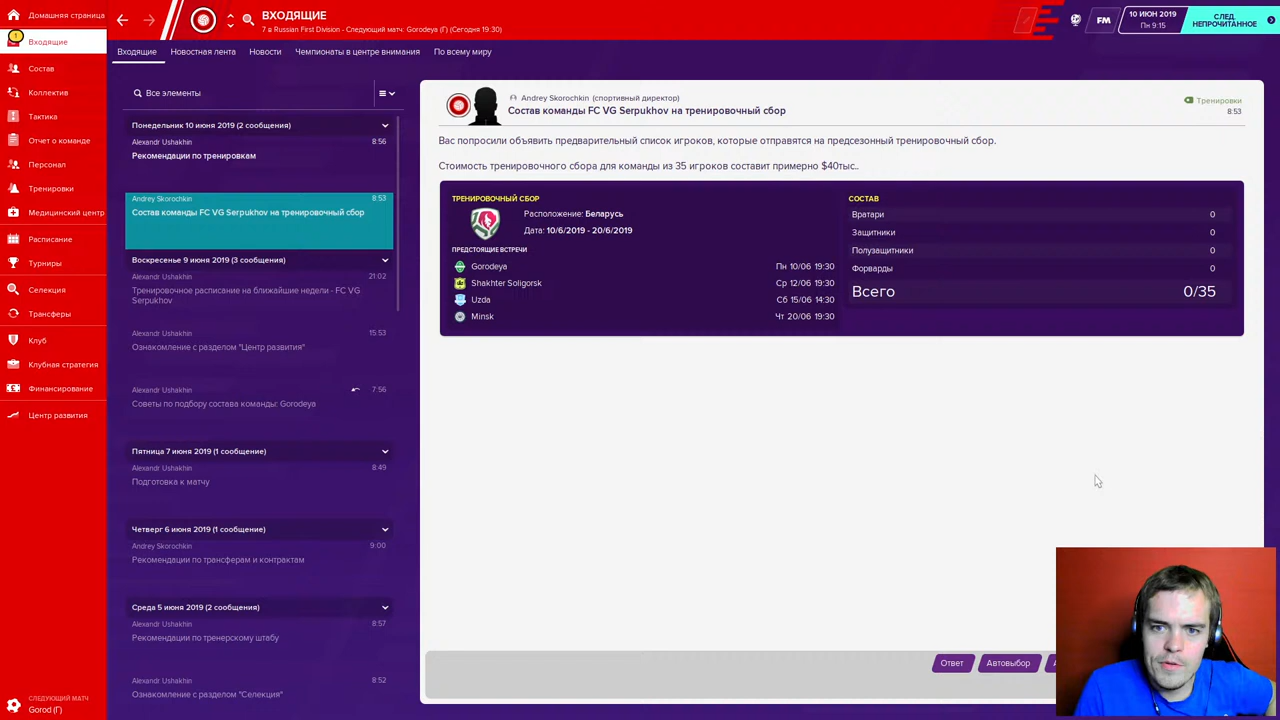 Домашняя страница
Входящие
Состав
Коллектив
Тактика
Отчет о команде
Персонал
Тренировки
Медицинский центр
Расписание
Турниры
Селекция
Трансферы
Клуб
Клубная стратегия
Финансирование
Центр развития
СЛЕДУЮЩИЙ МАТЧ
Gorod (Г)
ВХОДЯЩИЕ
7 в Russian First Division - Следующий матч: Gorodeya (Г) (Сегодня 19:30)
FM
10 ИЮН 2019
Пн 9:15
СЛЕД. НЕПРОЧИТАННОЕ
Входящие Новостная лента Новости Чемпионаты в центре внимания По всему миру
Все элементы
Понедельник 10 июня 2019 (2 сообщения)
Alexandr Ushakhin 8:56
Рекомендации по тренировкам
Andrey Skorochkin 8:53
Состав команды FC VG Serpukhov на тренировочный сбор
Воскресенье 9 июня 2019 (3 сообщения)
Alexandr Ushakhin 21:02
Тренировочное расписание на ближайшие недели - FC VG
Serpukhov
Alexandr Ushakhin 15:53
Ознакомление с разделом "Центр развития"
Alexandr Ushakhin 7:56
Советы по подбору состава команды: Gorodeya
Пятница 7 июня 2019 (1 сообщение)
Alexandr Ushakhin 8:49
Подготовка к матчу
Четверг 6 июня 2019 (1 сообщение)
Andrey Skorochkin 9:00
Рекомендации по трансферам и контрактам
Среда 5 июня 2019 (2 сообщения)
Alexandr Ushakhin 8:57
Рекомендации по тренерскому штабу
Alexandr Ushakhin 8:52
Ознакомление с разделом "Селекция"
Andrey Skorochkin (спортивный директор)
Состав команды FC VG Serpukhov на тренировочный сбор
Тренировки
8:53
Вас попросили объявить предварительный список игроков, которые отправятся на предсезонный тренировочный сбор.
Стоимость тренировочного сбора для команды из 35 игроков составит примерно $40тыс..
ТРЕНИРОВОЧНЫЙ СБОР
Расположение: Беларусь
Дата: 10/6/2019 - 20/6/2019
ПРЕДСТОЯЩИЕ ВСТРЕЧИ
Gorodeya Пн 10/06 19:30
Shakhter Soligorsk Ср 12/06 19:30
Uzda Сб 15/06 14:30
Minsk Чт 20/06 19:30
СОСТАВ
Вратари 0
Защитники 0
Полузащитники 0
Форварды 0
Всего 0/35
Ответ Автовыбор